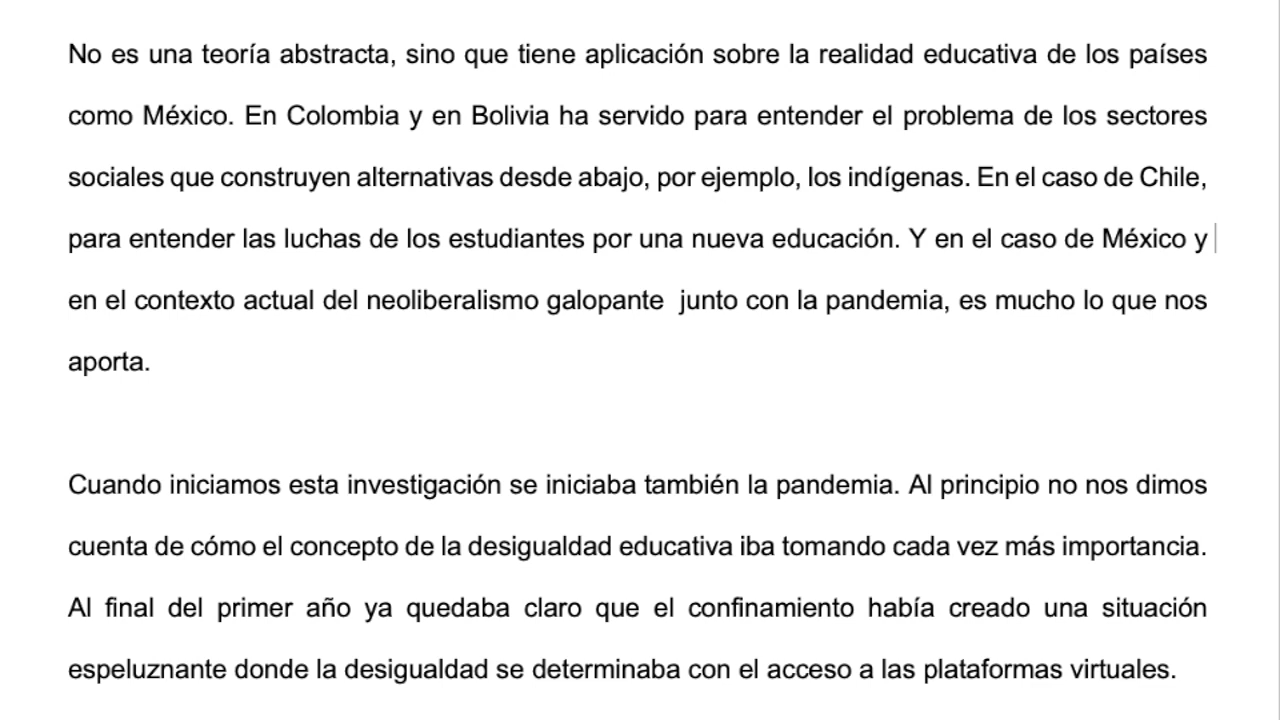 No es una teoría abstracta, sino que tiene aplicación sobre la realidad educativa de los países
como México. En Colombia y en Bolivia ha servido para entender el problema de los sectores
sociales que construyen alternativas desde abajo, por ejemplo, los indígenas. En el caso de Chile,
para entender las luchas de los estudiantes por una nueva educación. Y en el caso de México y
en el contexto actual del neoliberalismo galopante  junto con la pandemia, es mucho lo que nos
aporta.
Cuando iniciamos esta investigación se iniciaba también la pandemia. Al principio no nos dimos
cuenta de cómo el concepto de la desigualdad educativa iba tomando cada vez más importancia.
Al final del primer año ya quedaba claro que el confinamiento había creado una situación
espeluznante donde la desigualdad se determinaba con el acceso a las plataformas virtuales.